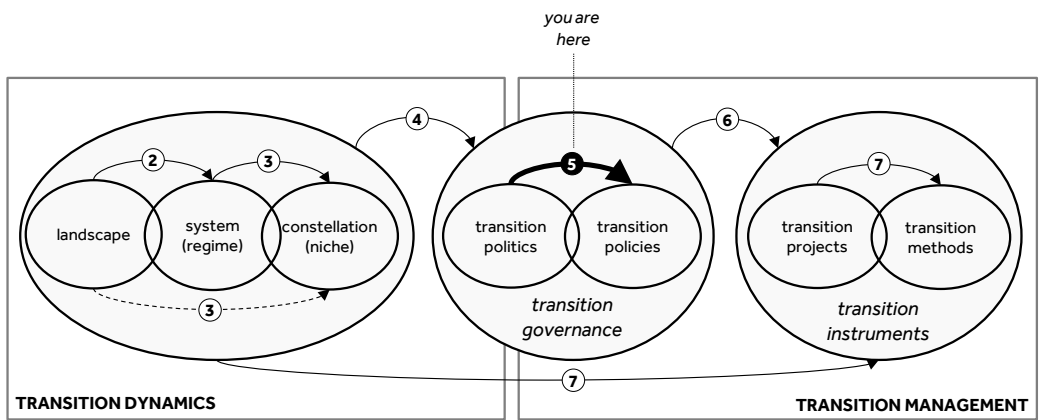 you are
here
4
6
2
3
5
7
landscape
system
(regime)
constellation
(niche)
transition
politics
transition
policies
transition
projects
transition
methods
3
transition
governance
transition
instruments
7
TRANSITION DYNAMICS
TRANSITION MANAGEMENT